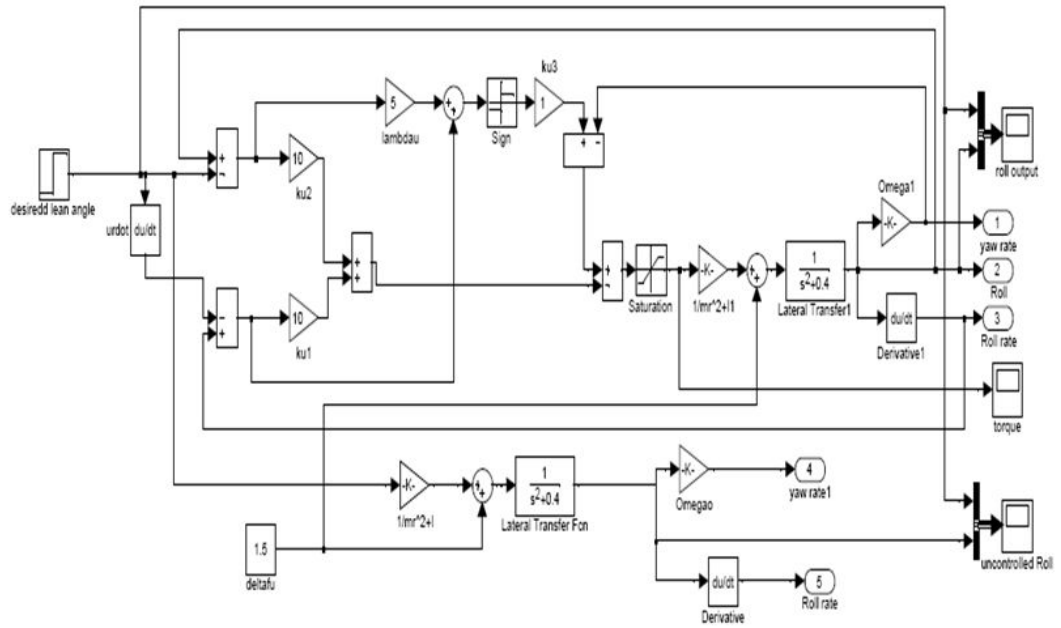 ku3
5
1
lambdau
Sign
+
+
+
-
roll output
desiredd lean angle
+
-
10
ku2
Omega1
-K-
1
yaw rate
urdot
du/dt
+
+
+
-
Saturation
-K-
1/mr^2+I1
+
+
1
s²+0.4
Lateral Transfer1
2
Roll
-
+
10
ku1
du/dt
Derivative1
3
Roll rate
torque
-K-
1/mr^2+I
+
+
1
s²+0.4
Lateral Transfer Fcn
-K-
Omegao
4
yaw rate1
1.5
deltafu
uncontrolled Roll
du/dt
Derivative
5
Roll rate